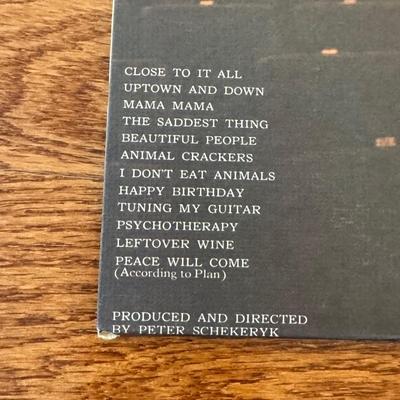 CLOSE TO IT ALL
UPTOWN AND DOWN
MAMA MAMA
THE SADDEST THING
BEAUTIFUL PEOPLE
ANIMAL CRACKERS
I DON'T EAT ANIMALS
HAPPY BIRTHDAY
TUNING MY GUITAR
PSYCHOTHERAPY
LEFTOVER WINE
PEACE WILL COME
(According to Plan)
PRODUCED AND DIRECTED
BY PETER SCHEKERYK